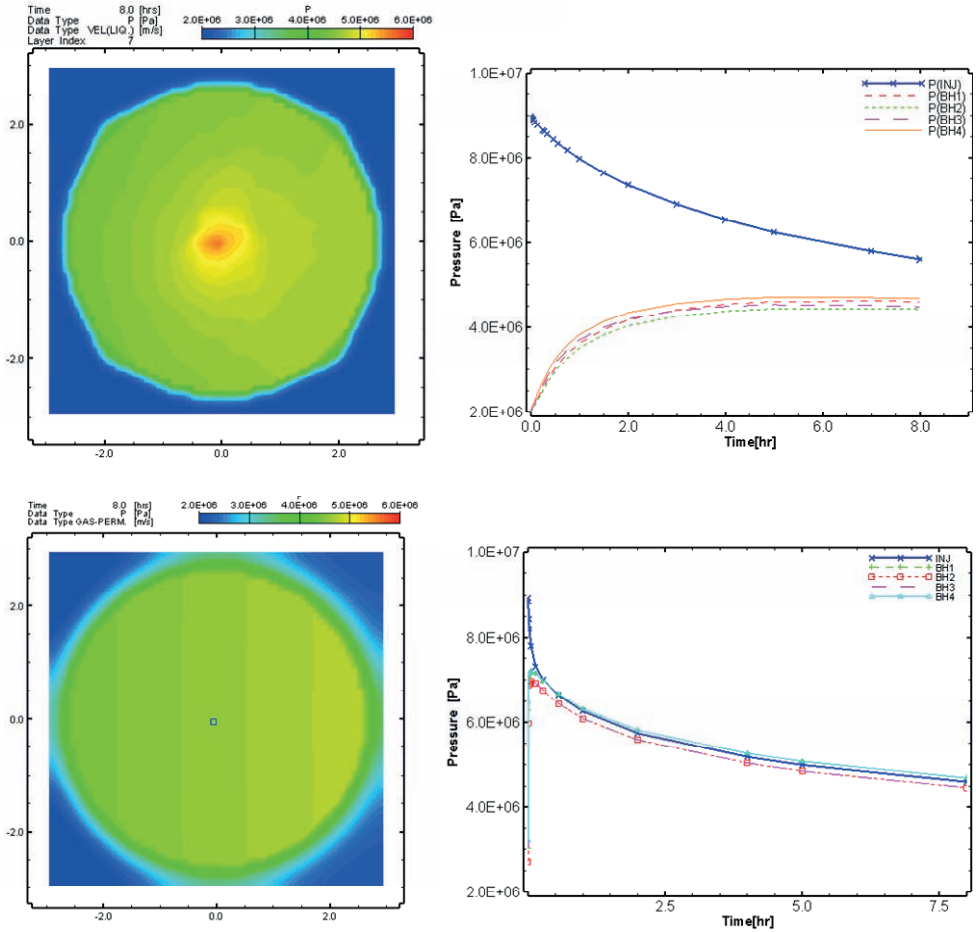 Time 8.0 [hrs]
Data Type P [Pa]
Data Type VEL(LIQ.) [m/s]
Layer Index 7
P
2.0E+06 3.0E+06 4.0E+06 5.0E+06 6.0E+06
2.0
0.0
-2.0
-2.0 0.0 2.0
1.0E+07
8.0E+06
6.0E+06
4.0E+06
2.0E+06
Pressure [Pa]
P(INJ)
P(BH1)
P(BH2)
P(BH3)
P(BH4)
0.0 2.0 4.0 6.0 8.0
Time[hr]
Time 8.0 [hrs]
Data Type P [Pa]
Data Type GAS-PERM. [m/s]
2.0E+06 3.0E+06 4.0E+06 5.0E+06 6.0E+06
2.0
0.0
-2.0
-2.0 0.0 2.0
1.0E+07
8.0E+06
6.0E+06
4.0E+06
2.0E+06
Pressure [Pa]
INJ
BH1
BH2
BH3
BH4
2.5 5.0 7.5
Time[hr]